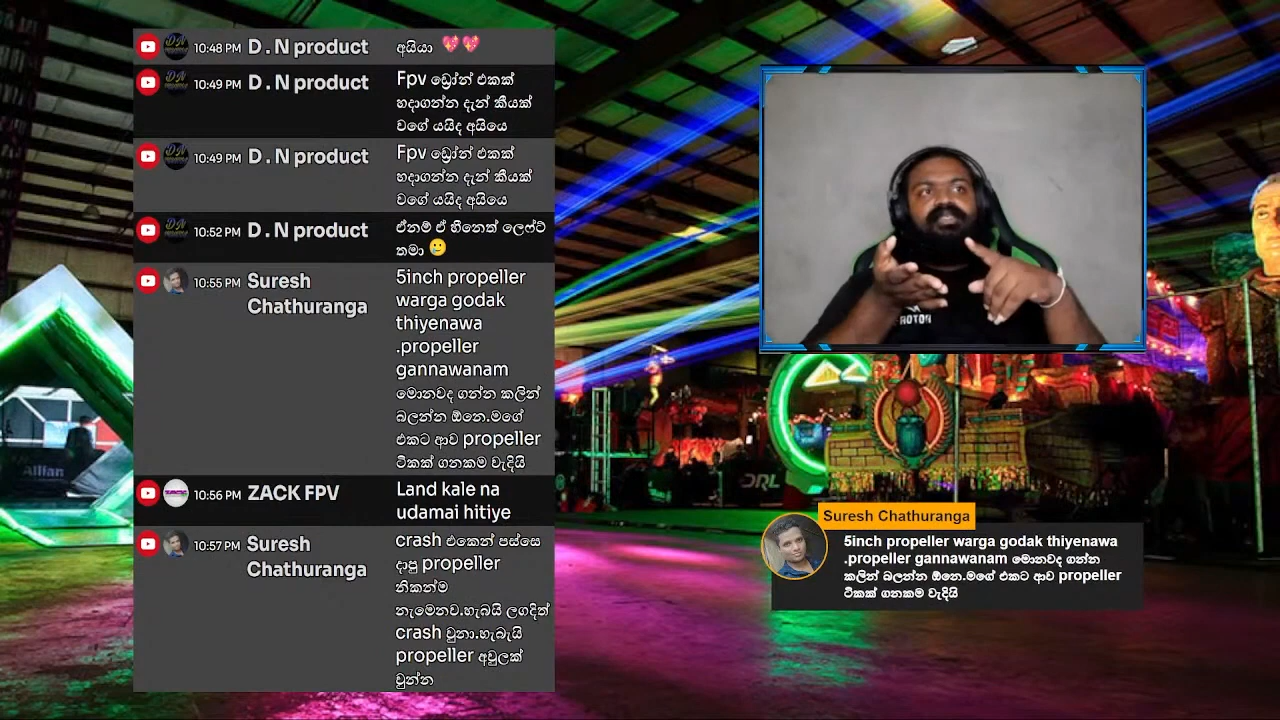 10:48 PM D . N product අයියා 💖💖
10:49 PM D . N product Fpv ඩ්‍රෝන් එකක්
හදාගන්න දැන් කීයක්
වගේ යයිද අයියෙ
10:49 PM D . N product Fpv ඩ්‍රෝන් එකක්
හදාගන්න දැන් කීයක්
වගේ යයිද අයියෙ
10:52 PM D . N product ඒනම් ඒ හීනෙක් ලෙෆ්ට්
තමා 🥲
10:55 PM Suresh
Chathuranga
5inch propeller
warga godak
thiyenawa
.propeller
gannawanam
මොනවද ගන්න කලින්
බලන්න ඕනෙ.මගේ
එකට ආව propeller
ටිකක් ගනකම වැදියි
10:56 PM ZACK FPV Land kale na
udamai hitiye
10:57 PM Suresh
Chathuranga
crash එකෙන් පස්සෙ
දාපු propeller
නිකන්ම
නැමෙනව.හැබයි ලගදින්
crash වුනා.හැබැයි
propeller අවුලක්
වුන්න
ROTOR
Allian
DRL
Suresh Chathuranga
5inch propeller warga godak thiyenawa
.propeller gannawanam මොනවද ගන්න
කලින් බලන්න ඕනෙ.මගේ එකට ආව propeller
ටිකක් ගනකම වැදියි